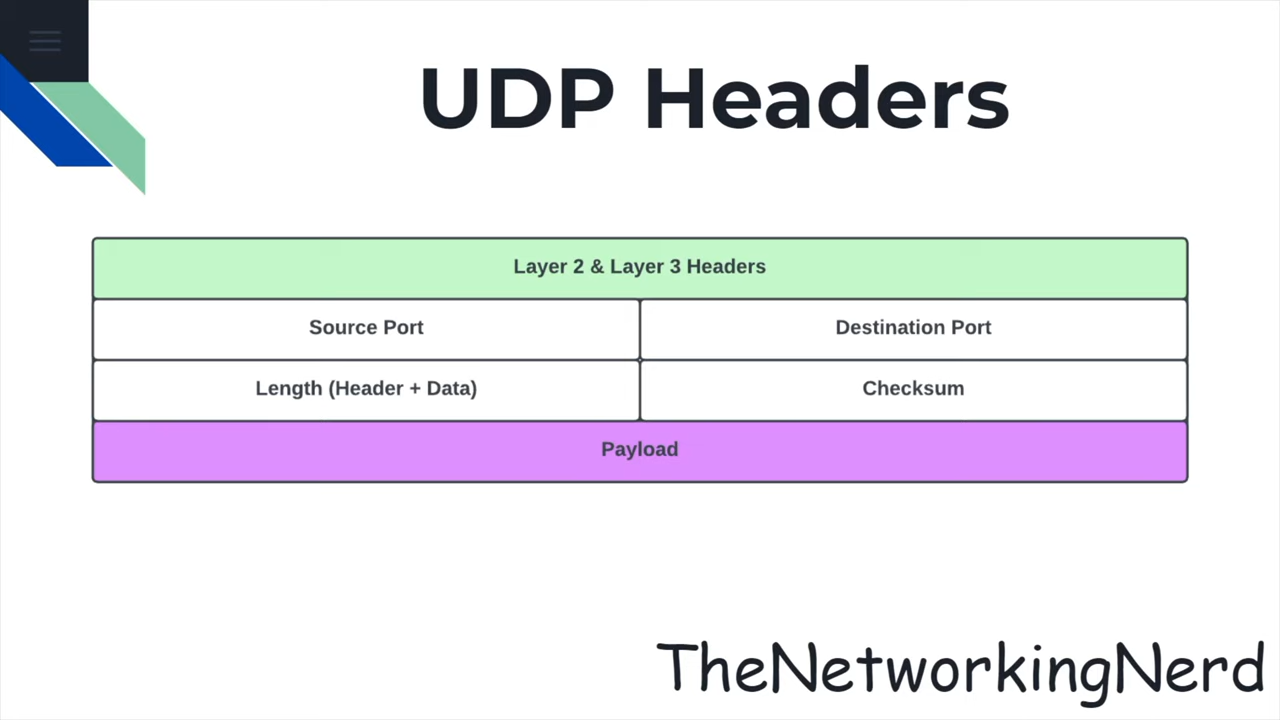 UDP Headers
Layer 2 & Layer 3 Headers
Source Port
Destination Port
Length (Header + Data)
Checksum
Payload
TheNetworkingNerd